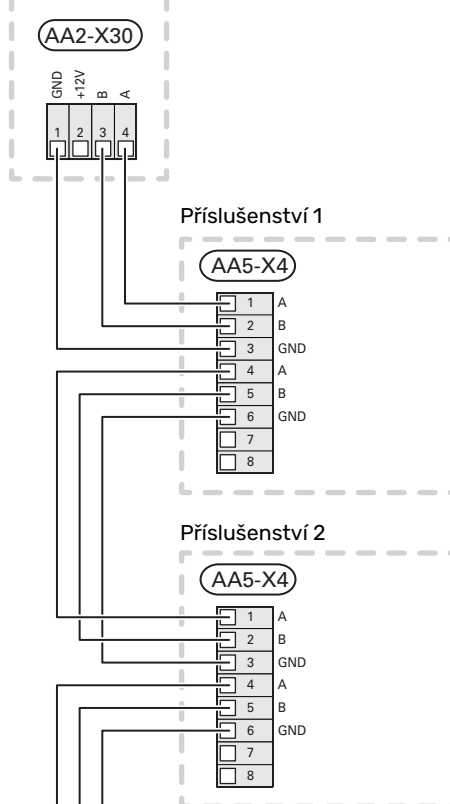 AA2-X30
GND +12V B A
1 2 3 4
Příslušenství 1
AA5-X4
1 A
2 B
3 GND
4 A
5 B
6 GND
7
8
Příslušenství 2
AA5-X4
1 A
2 B
3 GND
4 A
5 B
6 GND
7
8